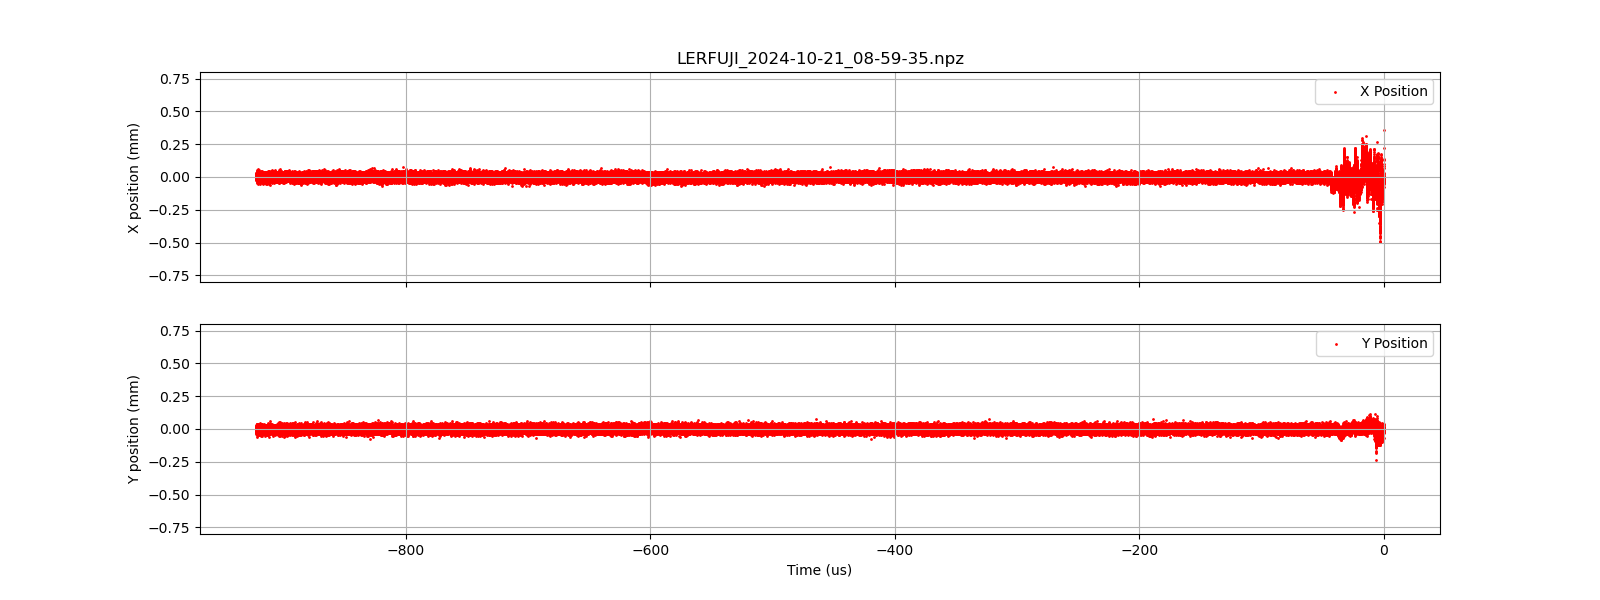 LERFUJI_2024-10-21_08-59-35.npz
0.75
0.50
0.25
0.00
−0.25
−0.50
−0.75
X position (mm)
X Position
0.75
0.50
0.25
0.00
−0.25
−0.50
−0.75
Y position (mm)
Y Position
−800 −600 −400 −200 0
Time (us)